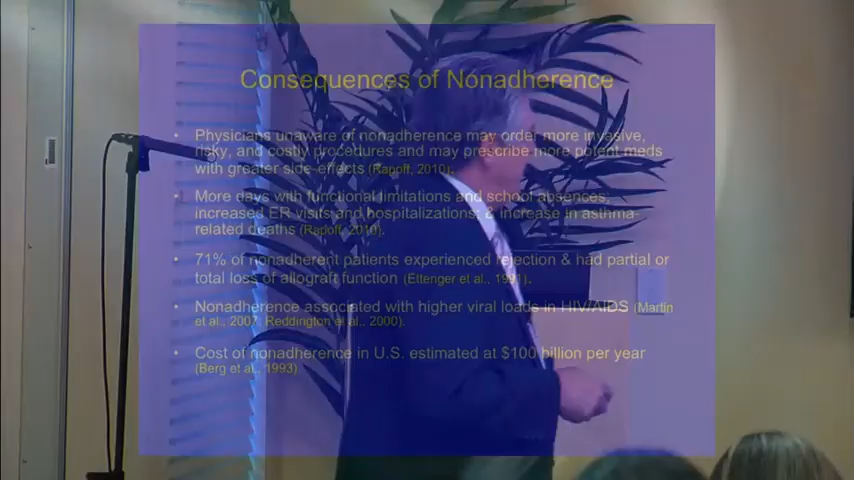 Consequences of Nonadherence
• Physicians unaware of nonadherence may order more invasive,
risky, and costly procedures and may prescribe more potent meds
with greater side-effects (Rapoff, 2010).
• More days with functional limitations and school absences;
increased ER visits and hospitalizations; & increase in asthma-
related deaths (Rapoff, 2010).
• 71% of nonadherent patients experienced rejection & had partial or
total loss of allograft function (Ettenger et al., 1991).
• Nonadherence associated with higher viral loads in HIV/AIDS (Martin
et al., 2007; Reddington et al., 2000).
• Cost of nonadherence in U.S. estimated at $100 billion per year
(Berg et al., 1993)